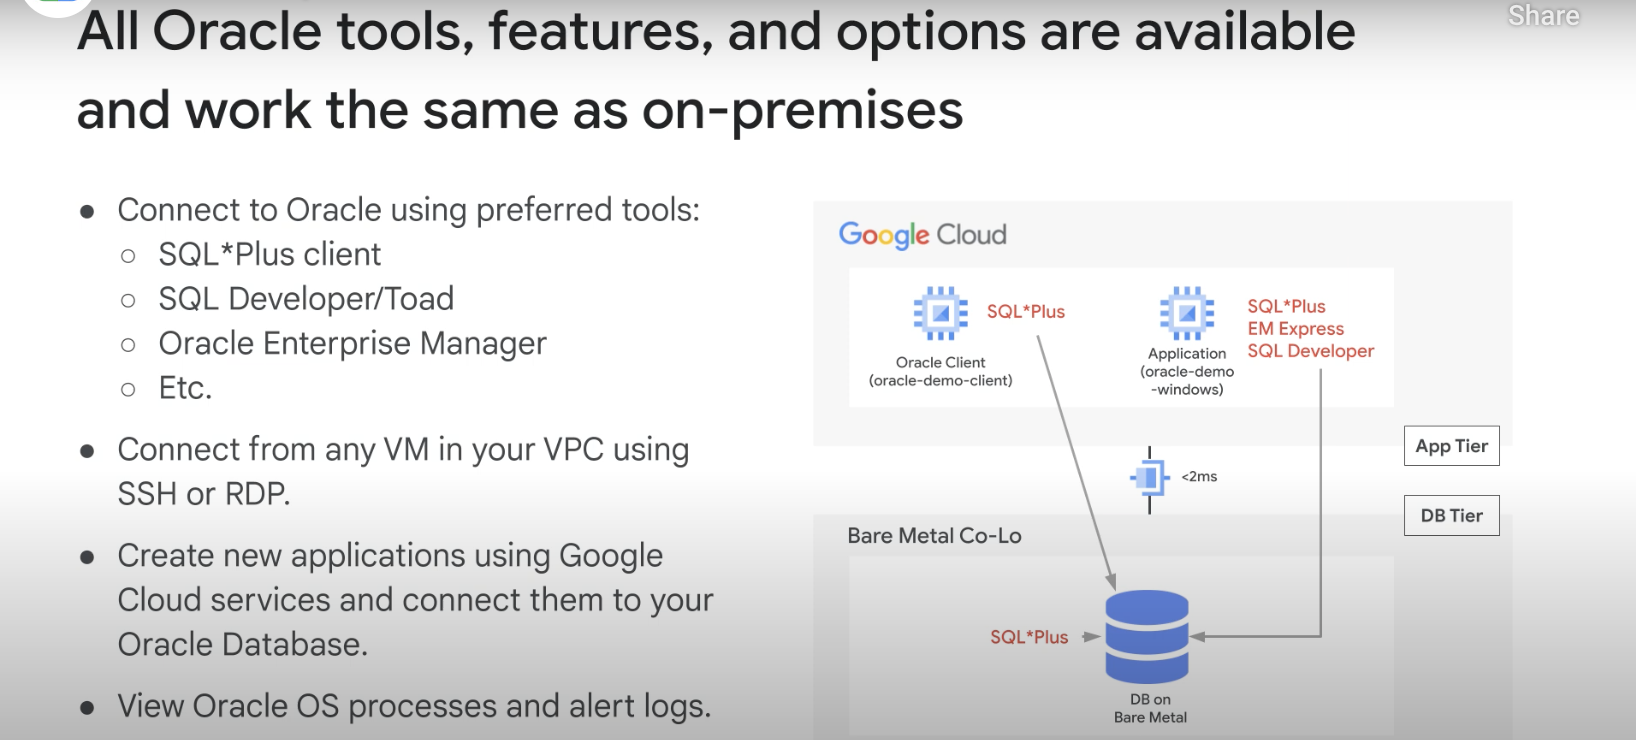 Share
All Oracle tools, features, and options are available
and work the same as on-premises
● Connect to Oracle using preferred tools:
○ SQL*Plus client
○ SQL Developer/Toad
○ Oracle Enterprise Manager
○ Etc.
● Connect from any VM in your VPC using
SSH or RDP.
● Create new applications using Google
Cloud services and connect them to your
Oracle Database.
● View Oracle OS processes and alert logs.
Google Cloud
SQL*Plus
Oracle Client
(oracle-demo-client)
Application
(oracle-demo
-windows)
SQL*Plus
EM Express
SQL Developer
<2ms
App Tier
DB Tier
Bare Metal Co-Lo
SQL*Plus
DB on
Bare Metal